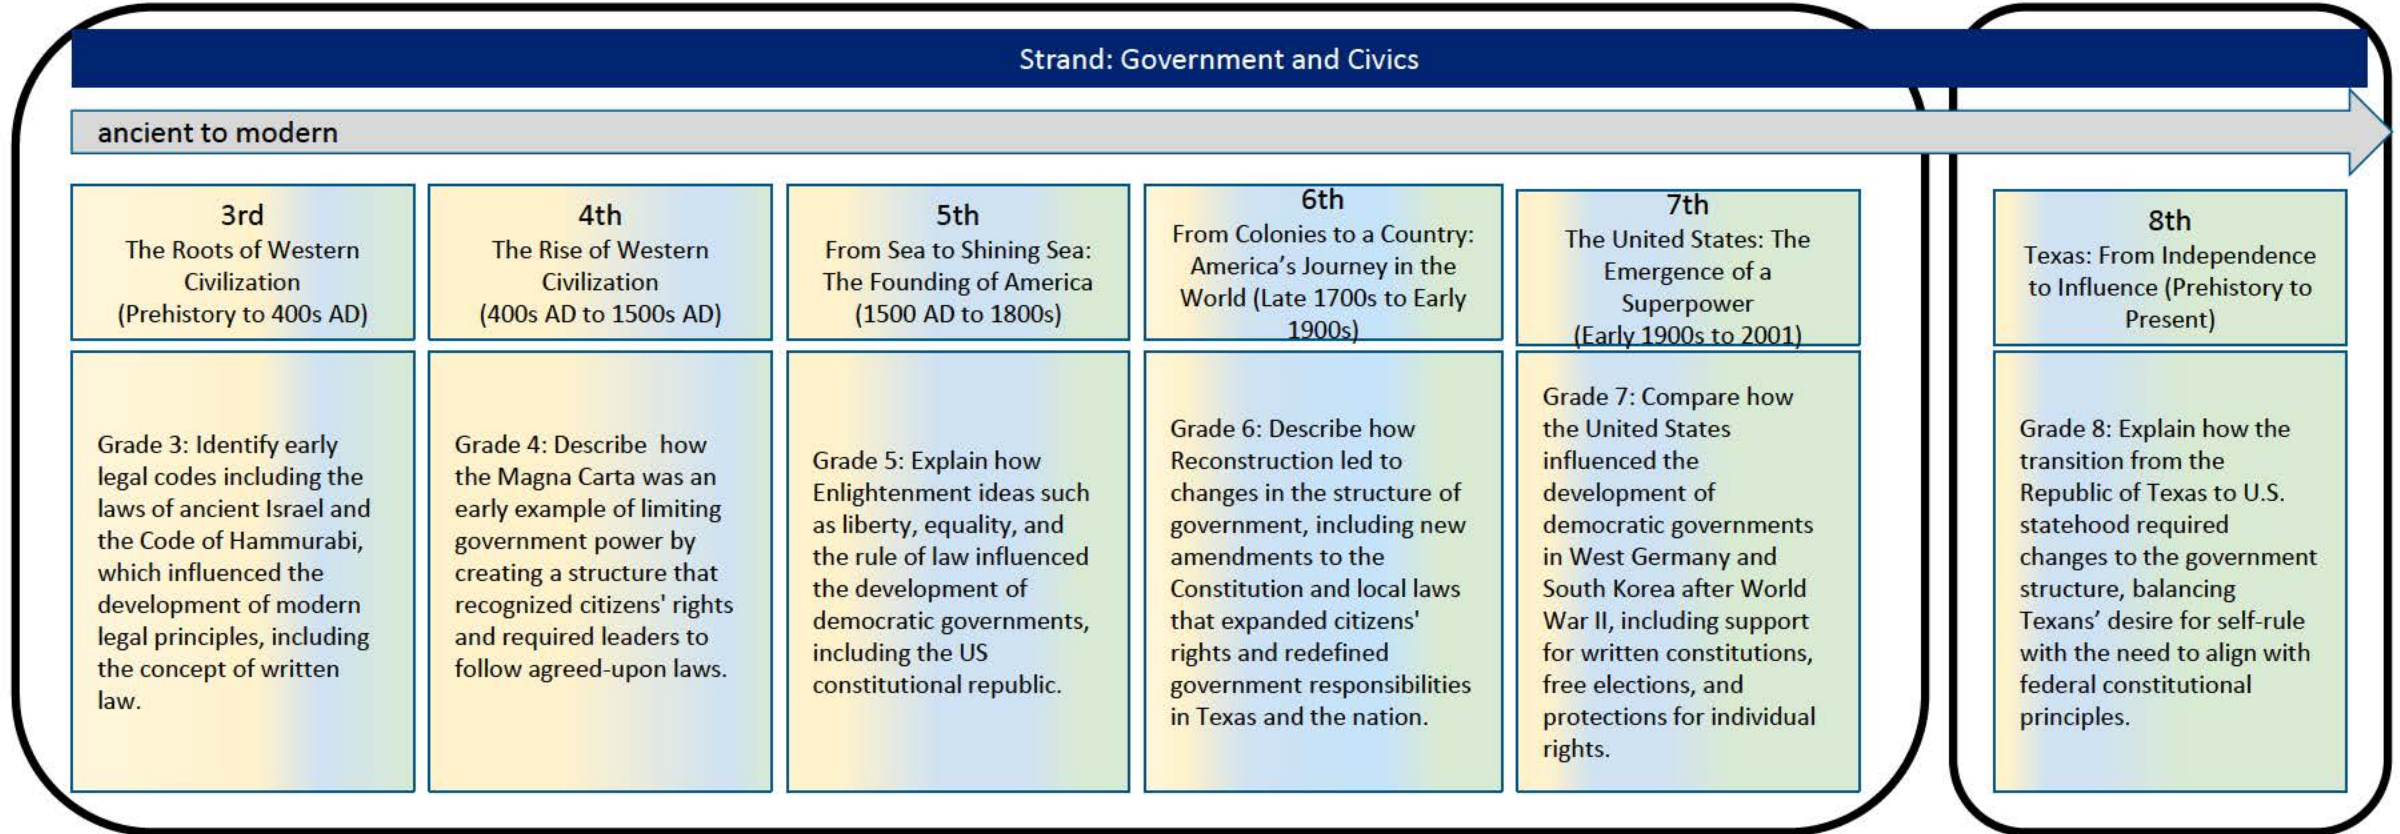 Strand: Government and Civics
ancient to modern
3rd
The Roots of Western
Civilization
(Prehistory to 400s AD)
4th
The Rise of Western
Civilization
(400s AD to 1500s AD)
5th
From Sea to Shining Sea:
The Founding of America
(1500 AD to 1800s)
6th
From Colonies to a Country:
America’s Journey in the
World (Late 1700s to Early
1900s)
7th
The United States: The
Emergence of a
Superpower
(Early 1900s to 2001)
8th
Texas: From Independence
to Influence (Prehistory to
Present)
Grade 3: Identify early
legal codes including the
laws of ancient Israel and
the Code of Hammurabi,
which influenced the
development of modern
legal principles, including
the concept of written
law.
Grade 4: Describe  how
the Magna Carta was an
early example of limiting
government power by
creating a structure that
recognized citizens' rights
and required leaders to
follow agreed-upon laws.
Grade 5: Explain how
Enlightenment ideas such
as liberty, equality, and
the rule of law influenced
the development of
democratic governments,
including the US
constitutional republic.
Grade 6: Describe how
Reconstruction led to
changes in the structure of
government, including new
amendments to the
Constitution and local laws
that expanded citizens'
rights and redefined
government responsibilities
in Texas and the nation.
Grade 7: Compare how
the United States
influenced the
development of
democratic governments
in West Germany and
South Korea after World
War II, including support
for written constitutions,
free elections, and
protections for individual
rights.
Grade 8: Explain how the
transition from the
Republic of Texas to U.S.
statehood required
changes to the government
structure, balancing
Texans’ desire for self-rule
with the need to align with
federal constitutional
principles.